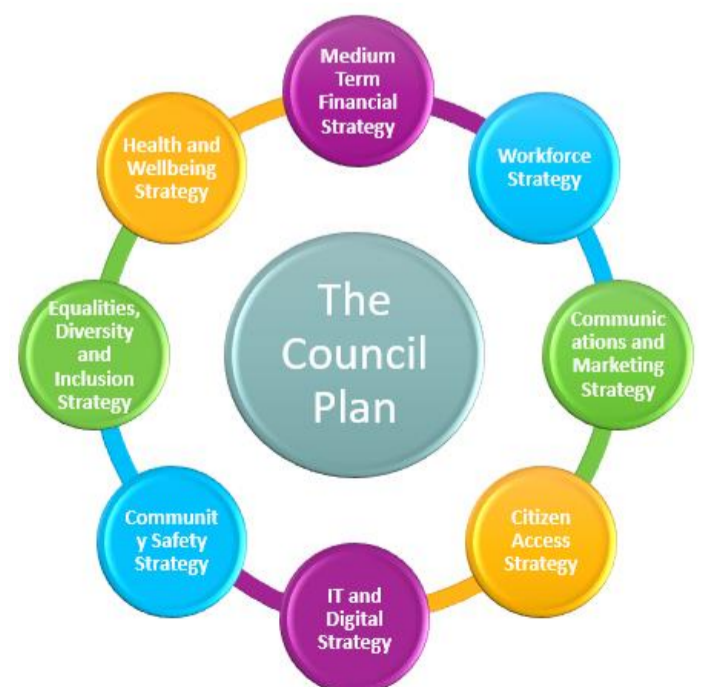 Medium
Term
Financial
Strategy
Workforce
Strategy
Communic
ations and
Marketing
Strategy
Citizen
Access
Strategy
IT and
Digital
Strategy
Communit
y Safety
Strategy
Equalities,
Diversity
and
Inclusion
Strategy
Health and
Wellbeing
Strategy
The
Council
Plan